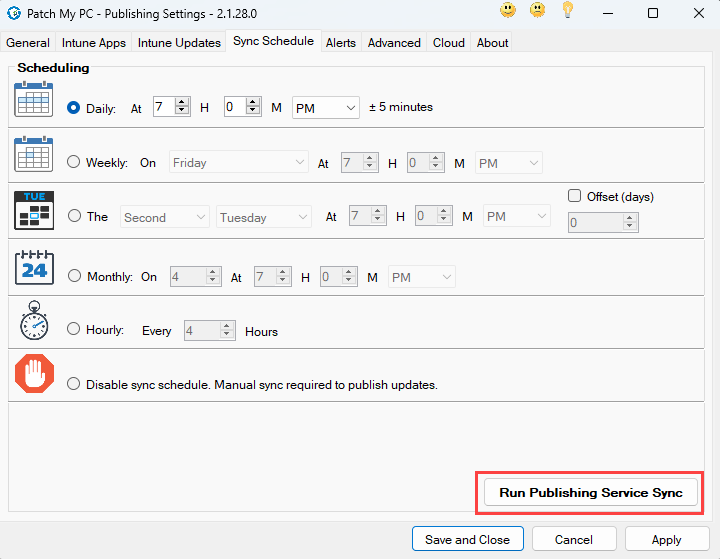 Patch My PC - Publishing Settings - 2.1.28.0
General Intune Apps Intune Updates Sync Schedule Alerts Advanced Cloud About
Scheduling
Daily: At 7 H 0 M PM ± 5 minutes
Weekly: On Friday At 7 H 0 M PM
TUE
The Second Tuesday At 7 H 0 M PM
Offset (days)
0
24
Monthly: On 4 At 7 H 0 M PM
Hourly: Every 4 Hours
Disable sync schedule. Manual sync required to publish updates.
Run Publishing Service Sync
Save and Close Cancel Apply